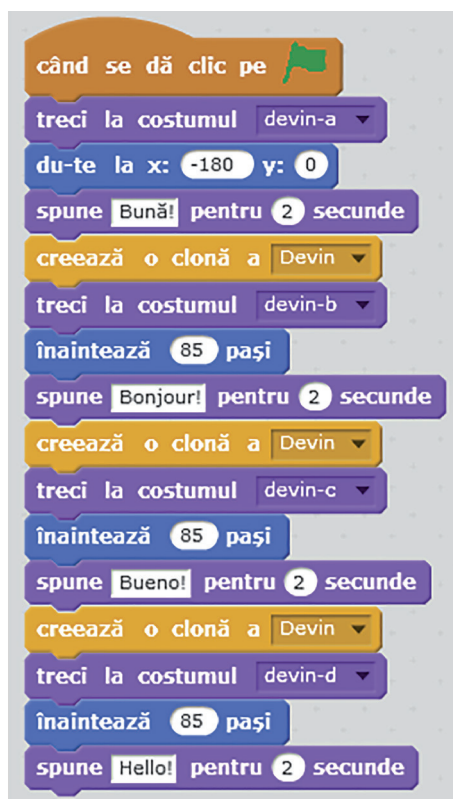 când se dă clic pe
treci la costumul devin-a
du-te la x: -180 y: 0
spune Bună! pentru 2 secunde
creează o clonă a Devin
treci la costumul devin-b
înaintează 85 pași
spune Bonjour! pentru 2 secunde
creează o clonă a Devin
treci la costumul devin-c
înaintează 85 pași
spune Bueno! pentru 2 secunde
creează o clonă a Devin
treci la costumul devin-d
înaintează 85 pași
spune Hello! pentru 2 secunde